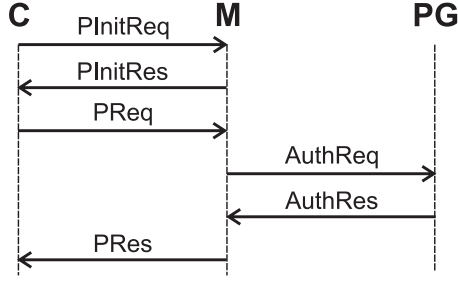 C M PG
PInitReq
PInitRes
PReq
AuthReq
AuthRes
PRes